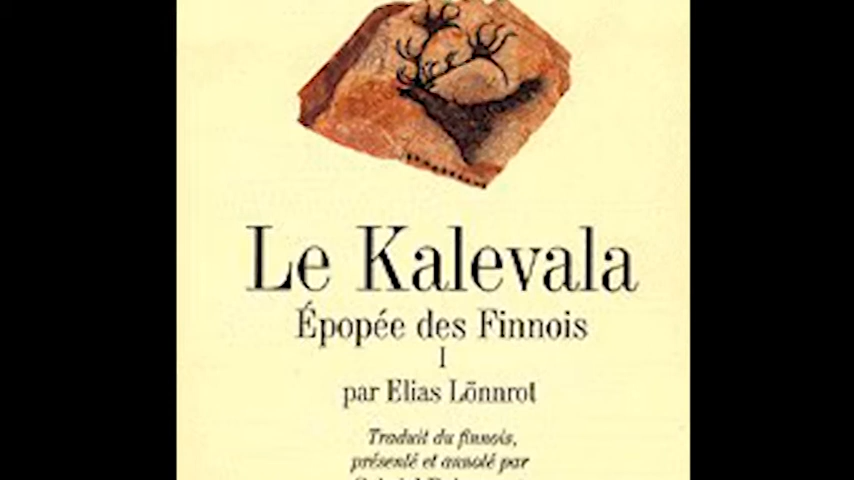 Le Kalevala
Épopée des Finnois
I
par Elias Lönnrot
Traduit du finnois,
présenté et annoté par